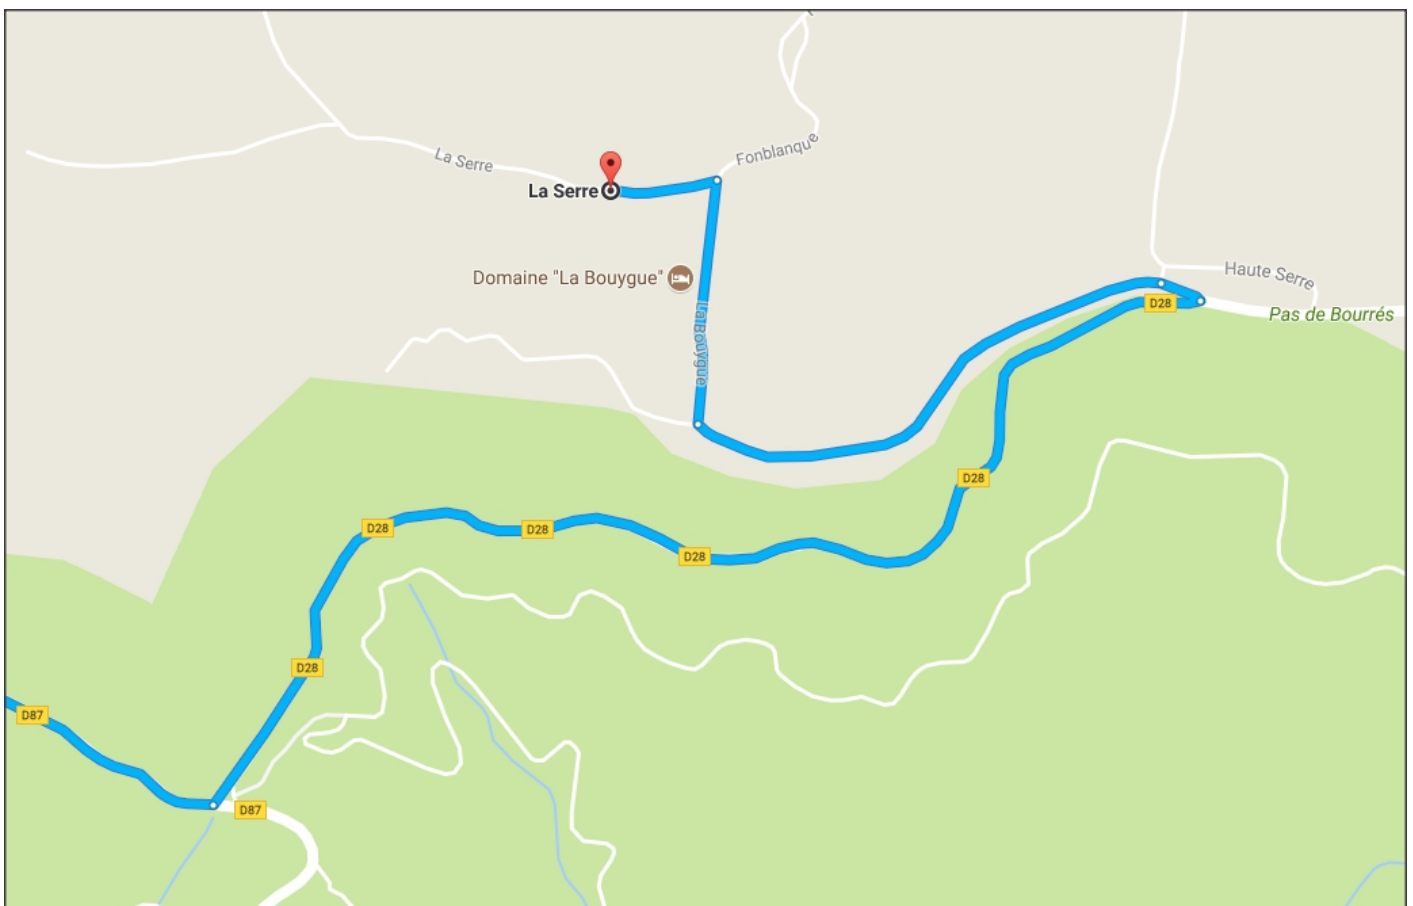 Fonblanque
La Serre
La Serre
Domaine "La Bouygue"
Haute Serre
D28
Pas de Bourrés
La Bouygue
D28
D28
D28
D28
D28
D87
D87